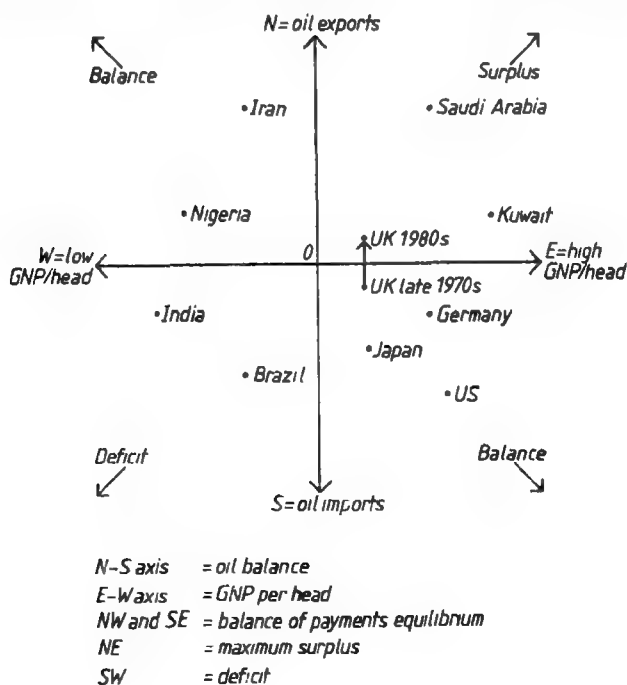 N=oil exports
Balance
Surplus
Iran
Saudi Arabia
Nigeria
Kuwait
UK 1980s
W=low
GNP/head
0
E=high
GNP/head
UK late 1970s
India
Germany
Japan
Brazil
US
Deficit
Balance
S=oil imports
N-S axis = oil balance
E-W axis = GNP per head
NW and SE = balance of payments equilibrium
NE = maximum surplus
SW = deficit